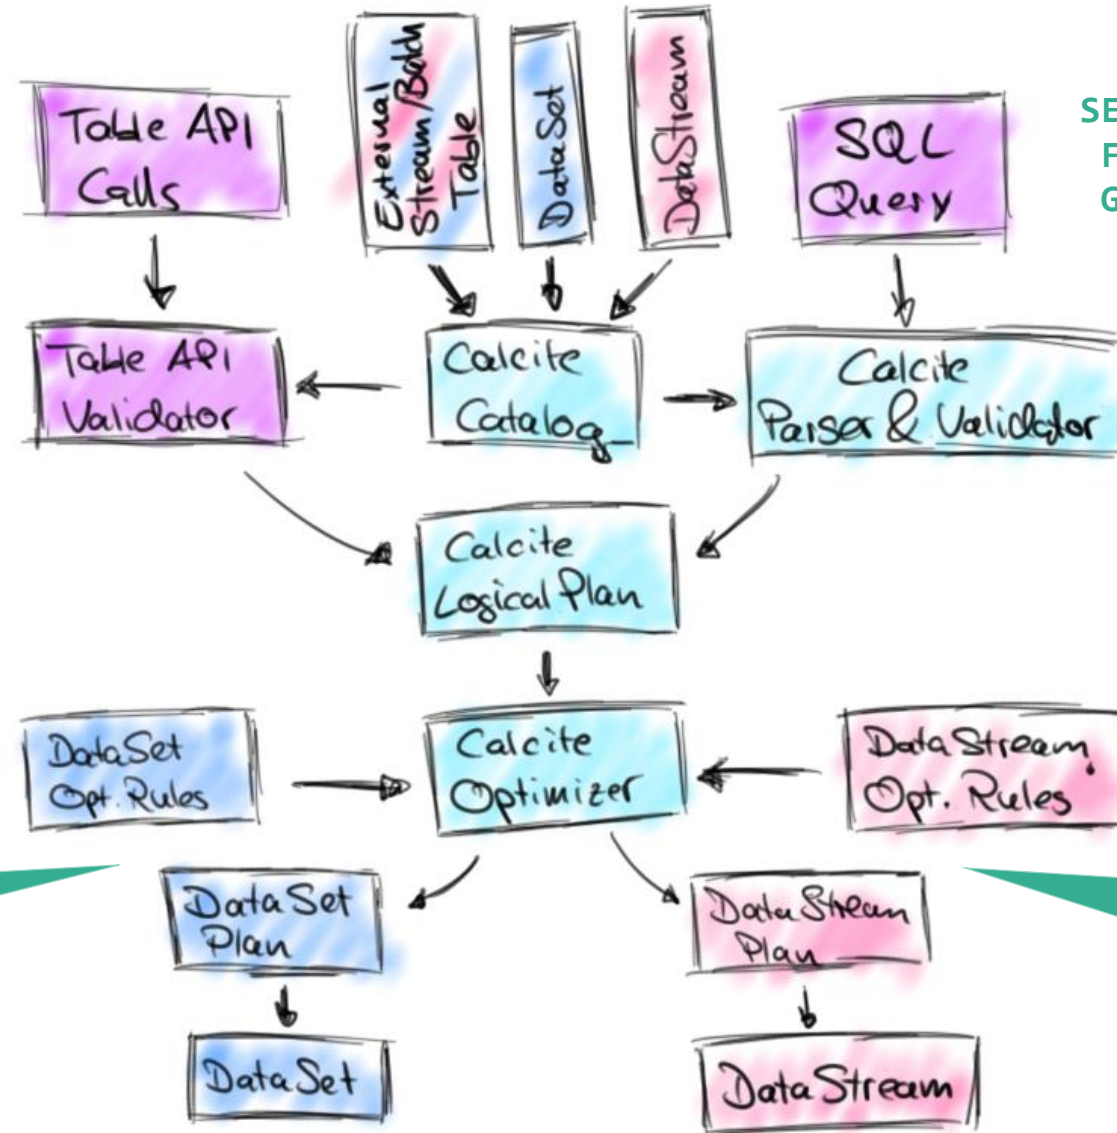 Table API
Calls
External
Stream/Batch
Table
DataSet
DataStream
SQL
Query
SE
F
G
Table API
Validator
Calcite
Catalog
Calcite
Parser & Validator
Calcite
Logical Plan
DataSet
Opt. Rules
Calcite
Optimizer
DataStream
Opt. Rules
DataSet
Plan
DataStream
Plan
DataSet
DataStream